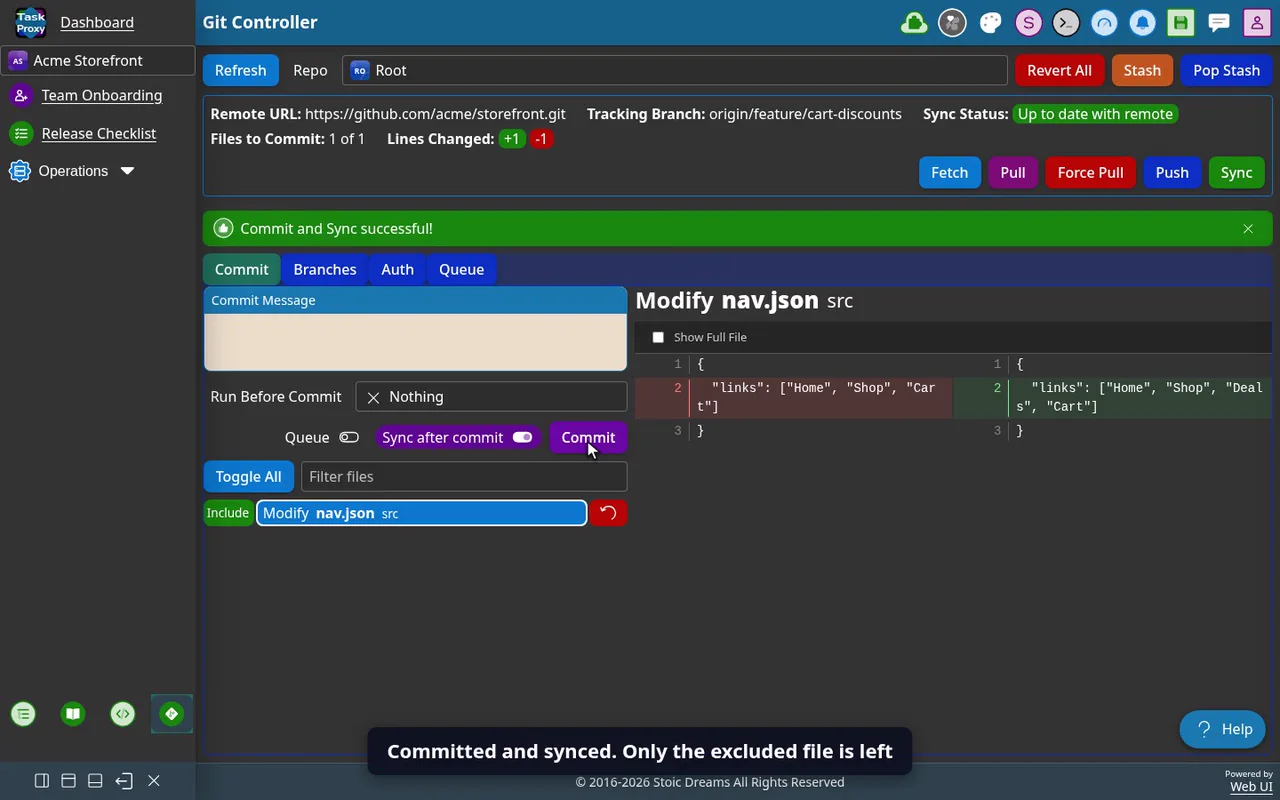 Task Proxy
Dashboard
AS Acme Storefront
Team Onboarding
Release Checklist
Operations
Git Controller
S
Refresh
Repo
RO Root
Revert All
Stash
Pop Stash
Remote URL: https://github.com/acme/storefront.git Tracking Branch: origin/feature/cart-discounts Sync Status: Up to date with remote
Files to Commit: 1 of 1 Lines Changed: +1 -1
Fetch
Pull
Force Pull
Push
Sync
Commit and Sync successful!
Commit
Branches
Auth
Queue
Commit Message
Run Before Commit
Nothing
Queue
Sync after commit
Commit
Toggle All
Filter files
Include
Modify nav.json src
Modify nav.json src
Show Full File
1 {
2 "links": ["Home", "Shop", "Car
t"]
3 }
1 {
2 "links": ["Home", "Shop", "Deal
s", "Cart"]
3 }
? Help
Committed and synced. Only the excluded file is left
© 2016-2026 Stoic Dreams All Rights Reserved
Powered by
Web UI